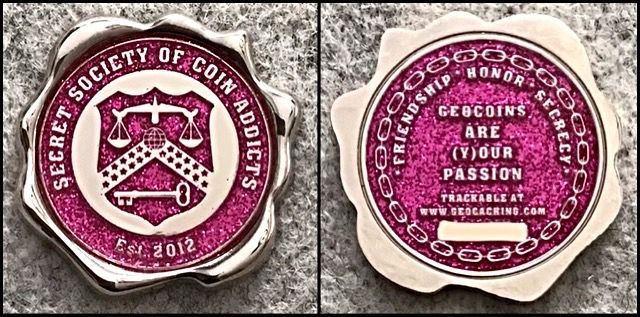 SECRET SOCIETY OF COIN ADDICTS
EST. 2012
FRIENDSHIP · HONOR · SECRECY
GEOCOINS
ARE
(Y)OUR
PASSION
TRACKABLE AT
WWW.GEOCACHING.COM